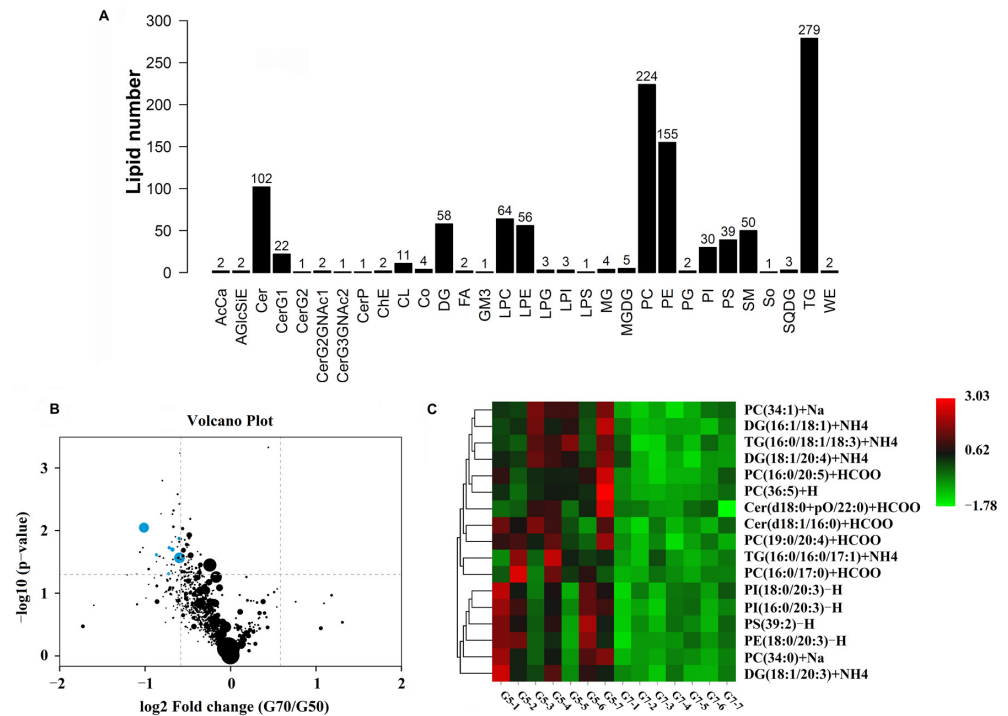 A
300
250
200
150
100
50
0
Lipid number
2 2 102 22 1 2 1 1 2 11 4 58 2 1 64 56 3 3 1 4 5 224 155 2 30 39 50 1 3 279 2
AcCa AGlcSiE Cer CerG1 CerG2 CerG2GNAc1 CerG3GNAc2 CerP ChE CL Co DG FA GM3 LPC LPE LPG LPI LPS MG MGDG PC PE PG PI PS SM So SQDG TG WE
B
Volcano Plot
3
2
1
0
−log10 (p−value)
−2 −1 0 1 2
log2 Fold change (G70/G50)
C
PC(34:1)+Na
DG(16:1/18:1)+NH4
TG(16:0/18:1/18:3)+NH4
DG(18:1/20:4)+NH4
PC(16:0/20:5)+HCOO
PC(36:5)+H
Cer(d18:0+pO/22:0)+HCOO
Cer(d18:1/16:0)+HCOO
PC(19:0/20:4)+HCOO
TG(16:0/16:0/17:1)+NH4
PC(16:0/17:0)+HCOO
PI(18:0/20:3)−H
PI(16:0/20:3)−H
PS(39:2)−H
PE(18:0/20:3)−H
PC(34:0)+Na
DG(18:1/20:3)+NH4
G5-1 G5-2 G5-3 G5-4 G5-5 G5-6 G5-7 G7-1 G7-2 G7-3 G7-4 G7-5 G7-6 G7-7
3.03
0.62
−1.78